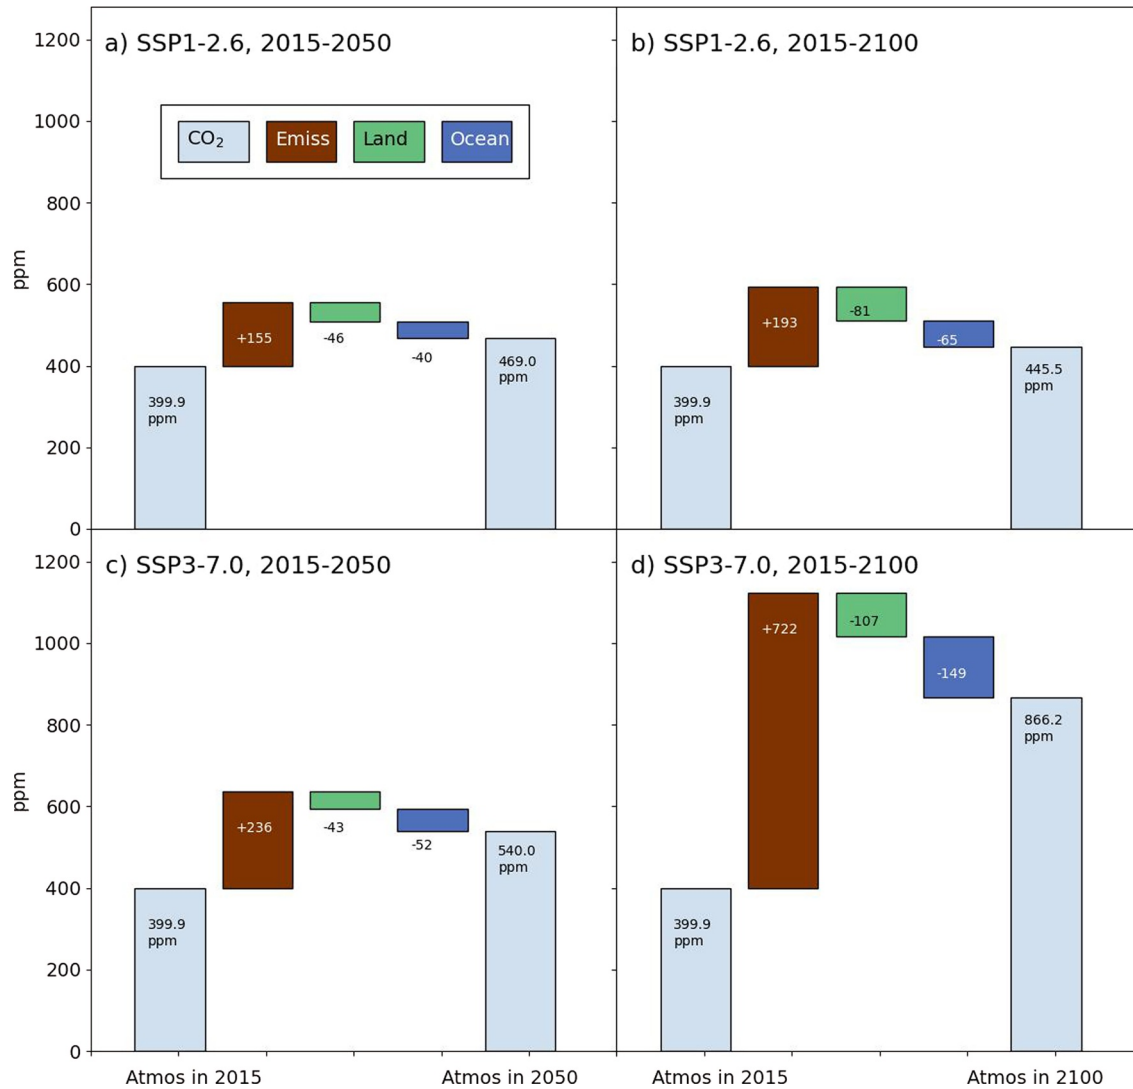 a) SSP1-2.6, 2015-2050
b) SSP1-2.6, 2015-2100
1200
1000
800
600
400
200
0
ppm
CO₂
Emiss
Land
Ocean
399.9
ppm
+155
-46
-40
469.0
ppm
399.9
ppm
+193
-81
-65
445.5
ppm
c) SSP3-7.0, 2015-2050
d) SSP3-7.0, 2015-2100
1200
1000
800
600
400
200
0
ppm
399.9
ppm
+236
-43
-52
540.0
ppm
399.9
ppm
+722
-107
-149
866.2
ppm
Atmos in 2015
Atmos in 2050
Atmos in 2015
Atmos in 2100